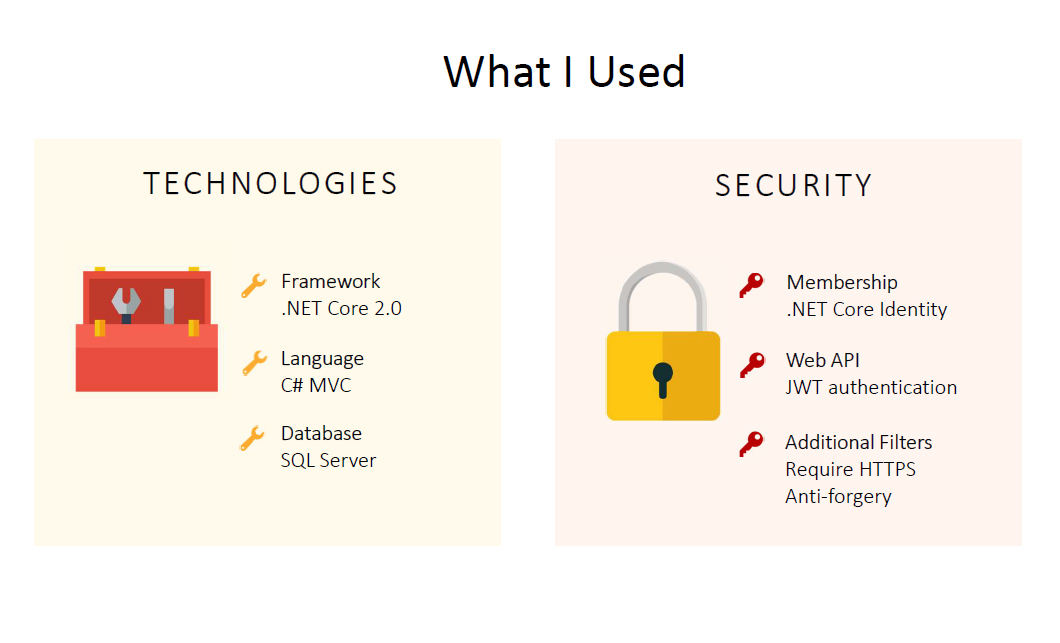 What I Used
TECHNOLOGIES
Framework
.NET Core 2.0
Language
C# MVC
Database
SQL Server
SECURITY
Membership
.NET Core Identity
Web API
JWT authentication
Additional Filters
Require HTTPS
Anti-forgery